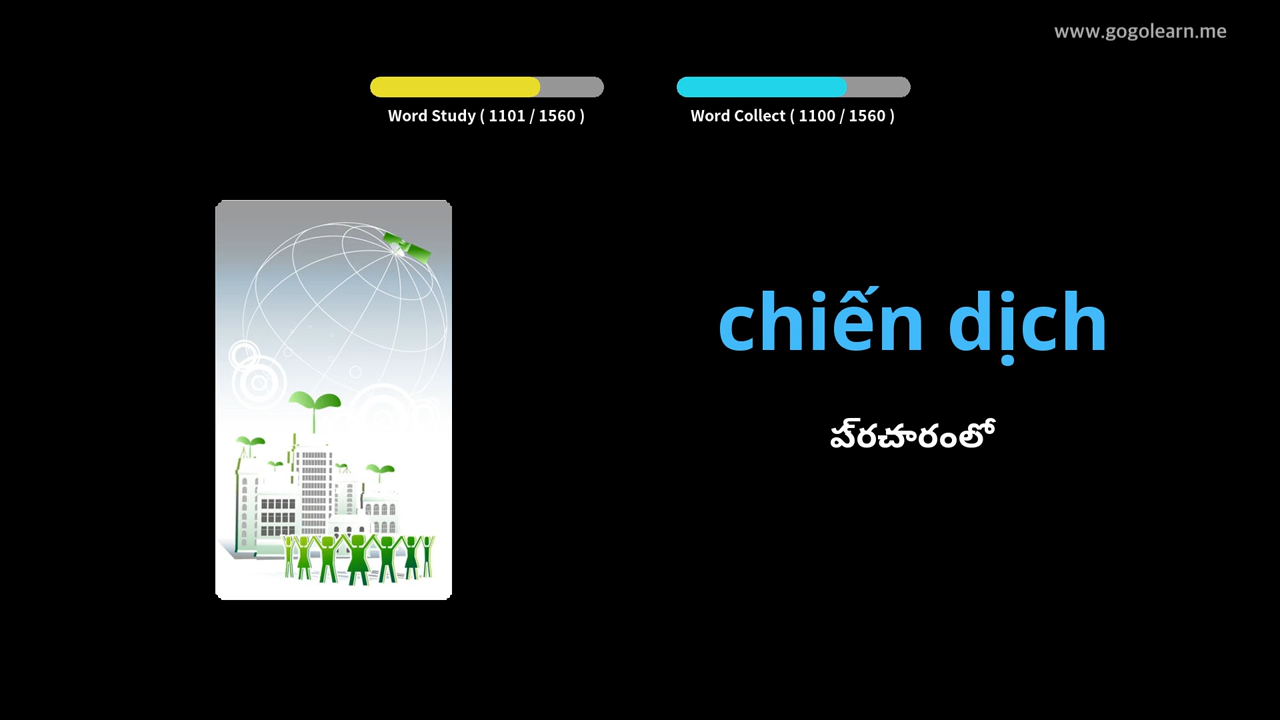 www.gogolearn.me
Word Study ( 1101 / 1560 )
Word Collect ( 1100 / 1560 )
chiến dịch
ప్రచారంలో